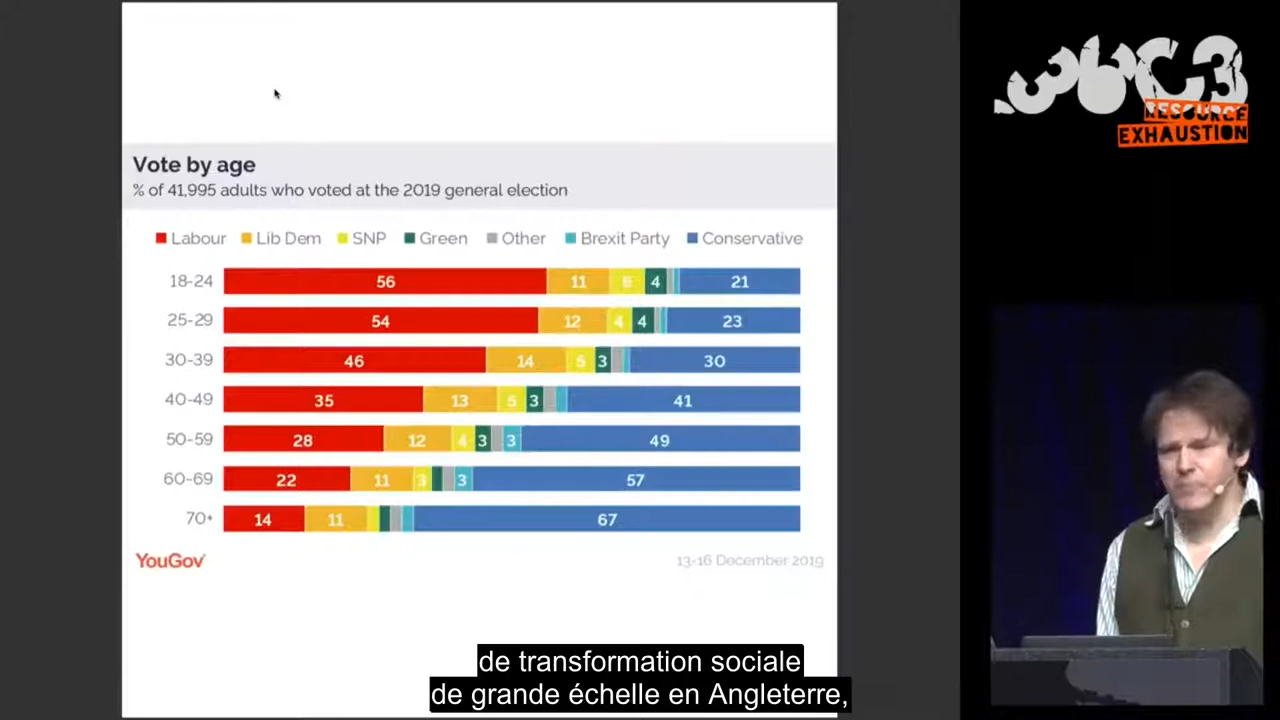 36C3
RESOURCE
EXHAUSTION
Vote by age
% of 41,995 adults who voted at the 2019 general election
Labour Lib Dem SNP Green Other Brexit Party Conservative
18-24 56 11 6 4 21
25-29 54 12 4 4 23
30-39 46 14 5 3 30
40-49 35 13 5 3 41
50-59 28 12 4 3 3 49
60-69 22 11 3 3 57
70+ 14 11 67
YouGov
13-16 December 2019
de transformation sociale
de grande échelle en Angleterre,